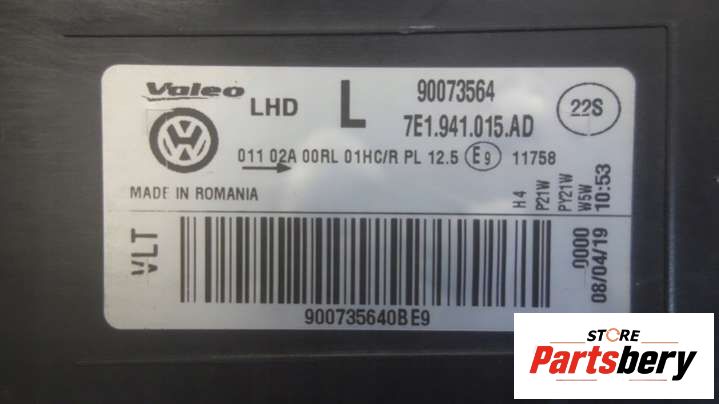 Valeo
LHD L 90073564
7E1.941.015.AD
22S
VW
011 02A 00RL 01HC/R PL 12.5 E9 11758
MADE IN ROMANIA
H4
P21W
PY21W
W5W
10:53
VLT
0000
08/04/19
900735640BE9
STORE
Partsbery